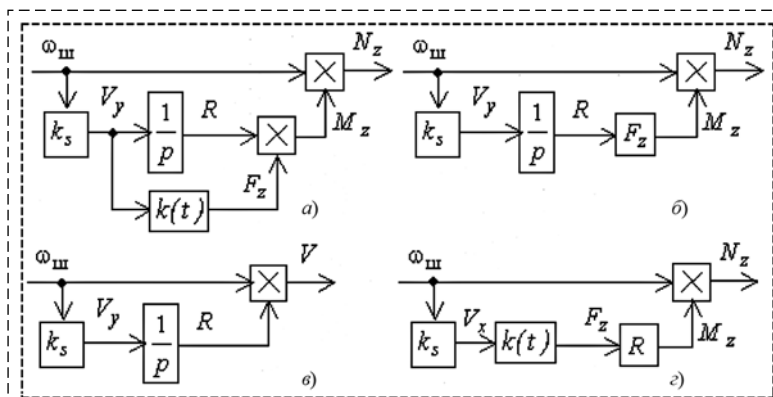 ω_ш N_z
V_y R M_z
k_s 1/p ×
F_z
k(t) а)
ω_ш N_z
V_y R M_z
k_s 1/p F_z
б)
ω_ш V
V_y R
k_s 1/p
в)
ω_ш N_z
V_x F_z M_z
k_s k(t) R
г)